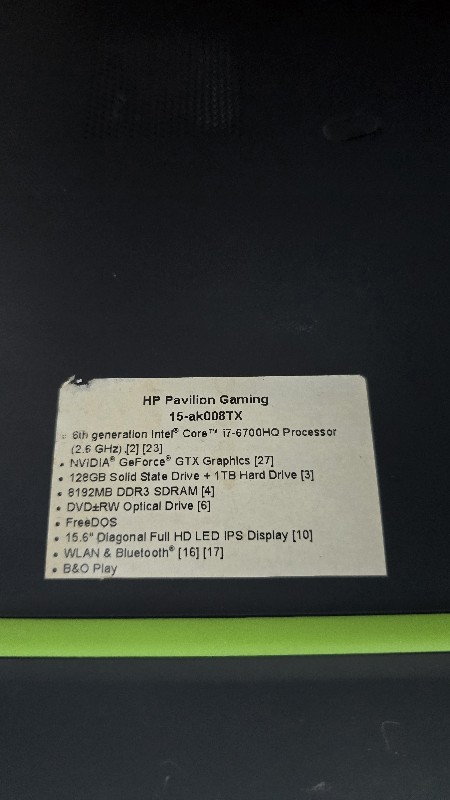 HP Pavilion Gaming
15-ak008TX
• 6th generation Intel® Core™ i7-6700HQ Processor
(2.6 GHz) [2] [23]
• NVIDIA® GeForce® GTX Graphics [27]
• 128GB Solid State Drive + 1TB Hard Drive [3]
• 8192MB DDR3 SDRAM [4]
• DVD±RW Optical Drive [6]
• FreeDOS
• 15.6" Diagonal Full HD LED IPS Display [10]
• WLAN & Bluetooth® [16] [17]
• B&O Play